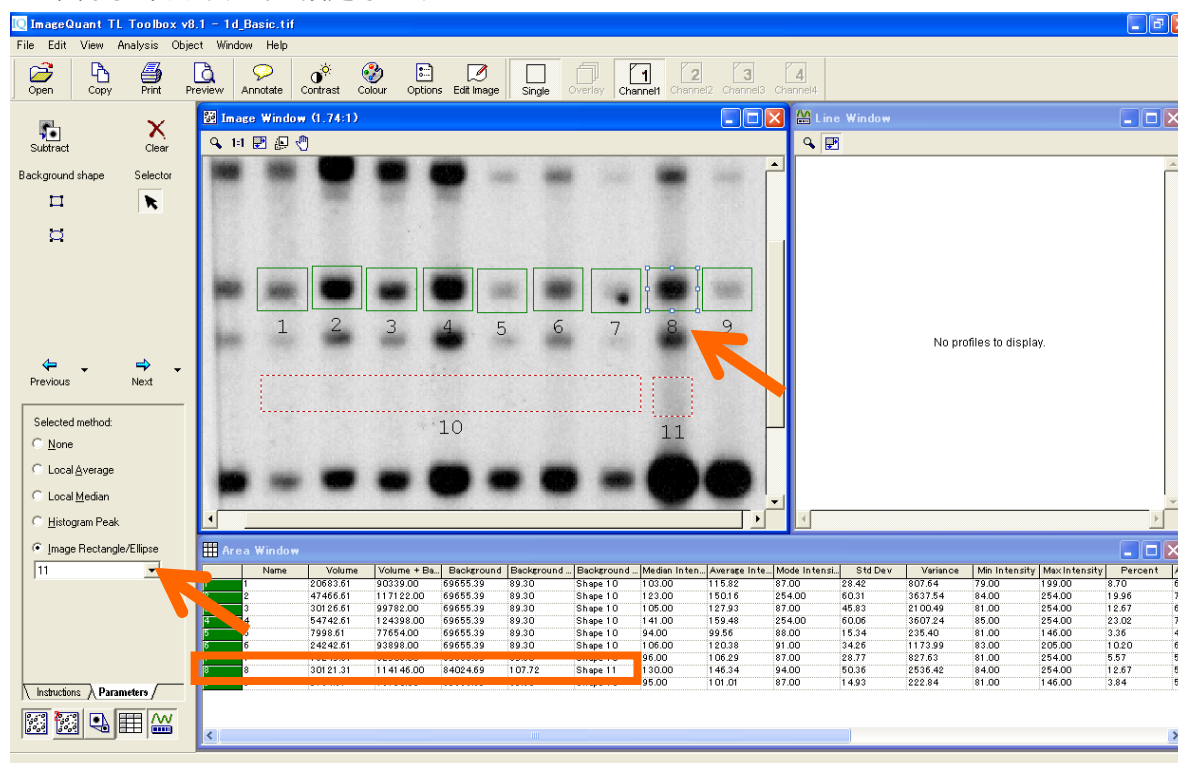 ImageQuant TL Toolbox v8.1 - 1d_Basic.tif
File Edit View Analysis Object Window Help
Open Copy Print Preview Annotate Contrast Colour Options Edit Image Single Overlay Channel1 Channel2 Channel3 Channel4
Subtract Clear
Background shape Selector
Previous Next
Selected method:
None
Local Average
Local Median
Histogram Peak
Image Rectangle/Ellipse
11
Instructions Parameters
Image Window (1.74:1)
1:1
1 2 3 4 5 6 7 8 9
10 11
Line Window
No profiles to display.
Area Window
Name Volume Volume + Ba... Background Background ... Background ... Median Inten... Average Inte... Mode Intensi... Std Dev Variance Min Intensity Max Intensity Percent
1 20683.61 90339.00 69655.39 89.30 Shape 10 103.00 115.82 87.00 28.42 807.64 79.00 199.00 8.70
2 2 47466.61 117122.00 69655.39 89.30 Shape 10 123.00 150.16 254.00 60.31 3637.54 84.00 254.00 19.96
3 3 30126.61 99782.00 69655.39 89.30 Shape 10 105.00 127.93 87.00 45.83 2100.49 81.00 254.00 12.67
4 4 54742.61 124398.00 69655.39 89.30 Shape 10 141.00 159.48 254.00 60.06 3607.24 85.00 254.00 23.02
5 7998.61 77654.00 69655.39 89.30 Shape 10 94.00 99.56 88.00 15.34 235.40 81.00 146.00 3.36
6 6 24242.61 93898.00 69655.39 89.30 Shape 10 106.00 120.38 91.00 34.26 1173.99 83.00 205.00 10.20
96.00 106.29 87.00 28.77 827.63 81.00 254.00 5.57
8 8 30121.31 114146.00 84024.69 107.72 Shape 11 130.00 146.34 94.00 50.36 2536.42 84.00 254.00 12.67
95.00 101.01 87.00 14.93 222.84 81.00 146.00 3.84